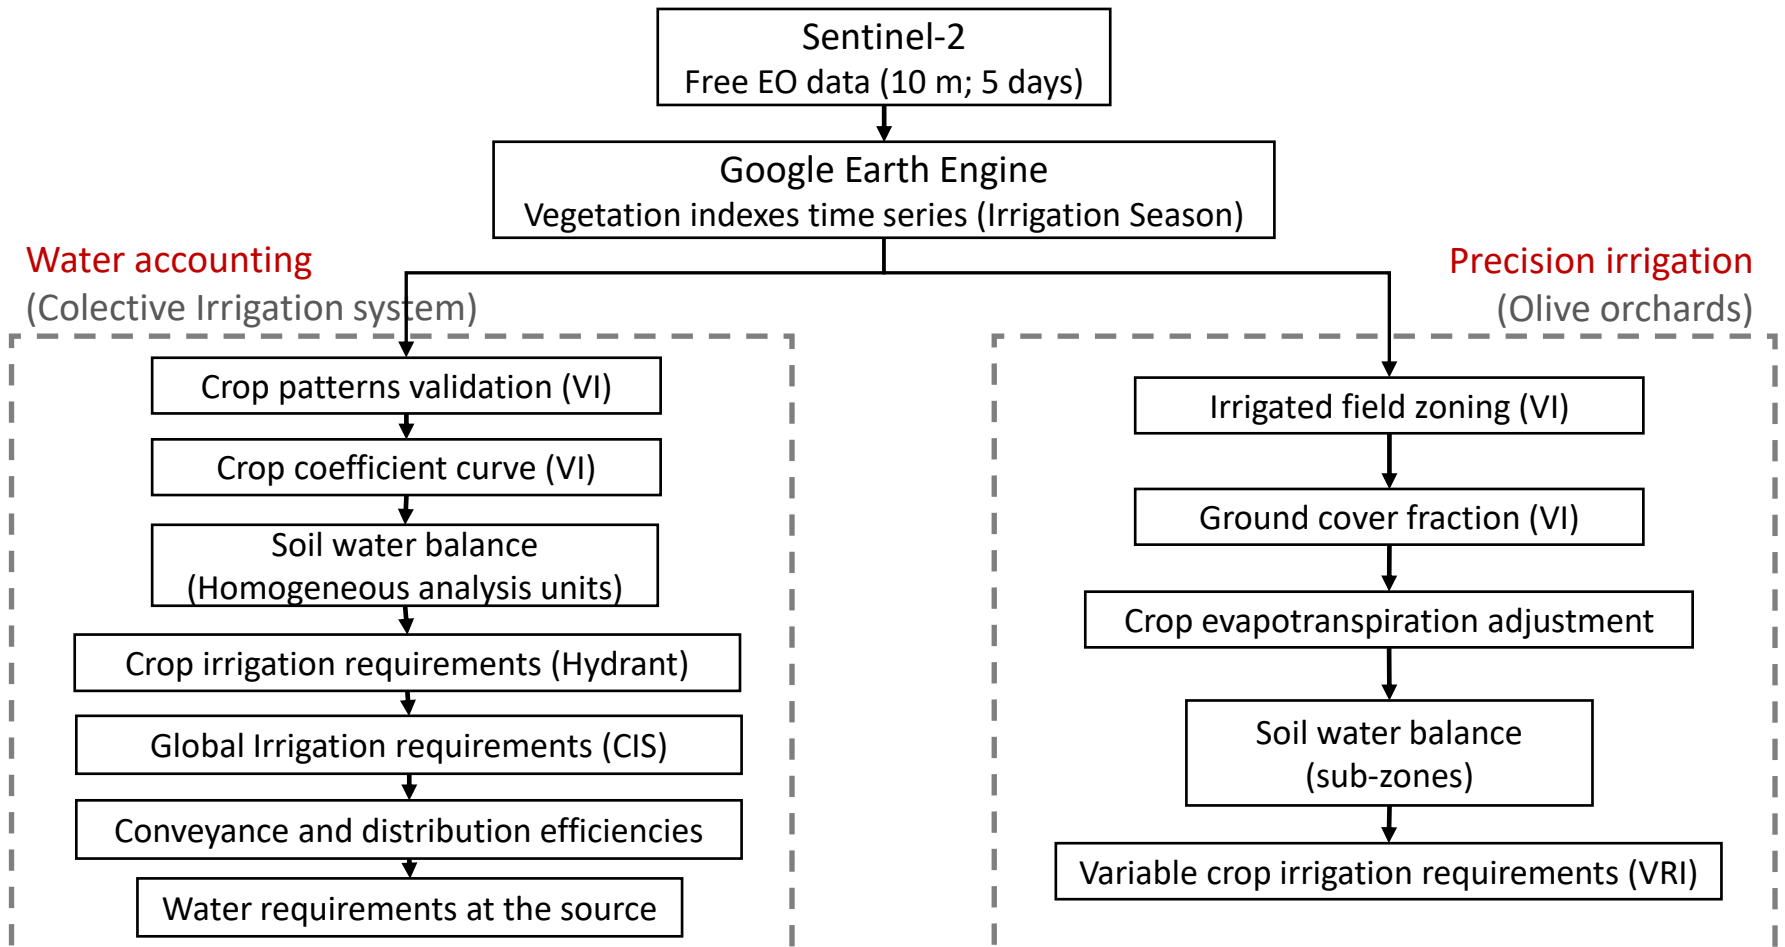 Sentinel-2
Free EO data (10 m; 5 days)
Google Earth Engine
Vegetation indexes time series (Irrigation Season)
Water accounting
(Colective Irrigation system)
Crop patterns validation (VI)
Crop coefficient curve (VI)
Soil water balance
(Homogeneous analysis units)
Crop irrigation requirements (Hydrant)
Global Irrigation requirements (CIS)
Conveyance and distribution efficiencies
Water requirements at the source
Precision irrigation
(Olive orchards)
Irrigated field zoning (VI)
Ground cover fraction (VI)
Crop evapotranspiration adjustment
Soil water balance
(sub-zones)
Variable crop irrigation requirements (VRI)